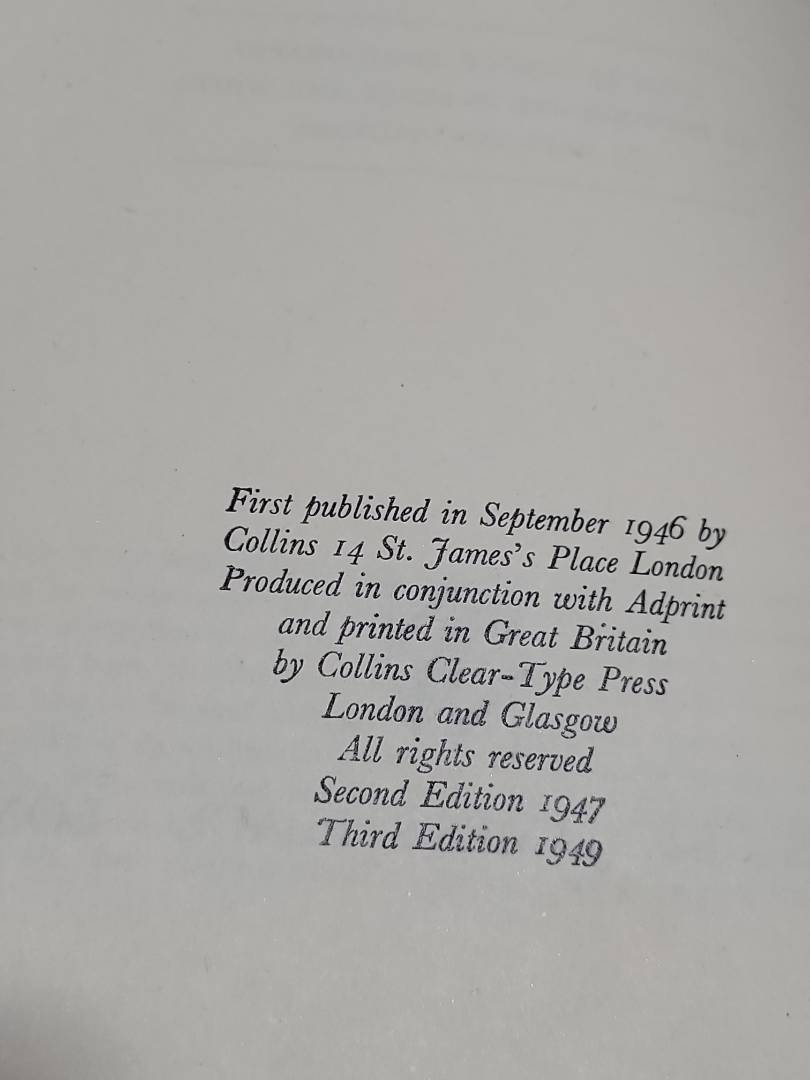 First published in September 1946 by
Collins 14 St. James's Place London
Produced in conjunction with Adprint
and printed in Great Britain
by Collins Clear-Type Press
London and Glasgow
All rights reserved
Second Edition 1947
Third Edition 1949